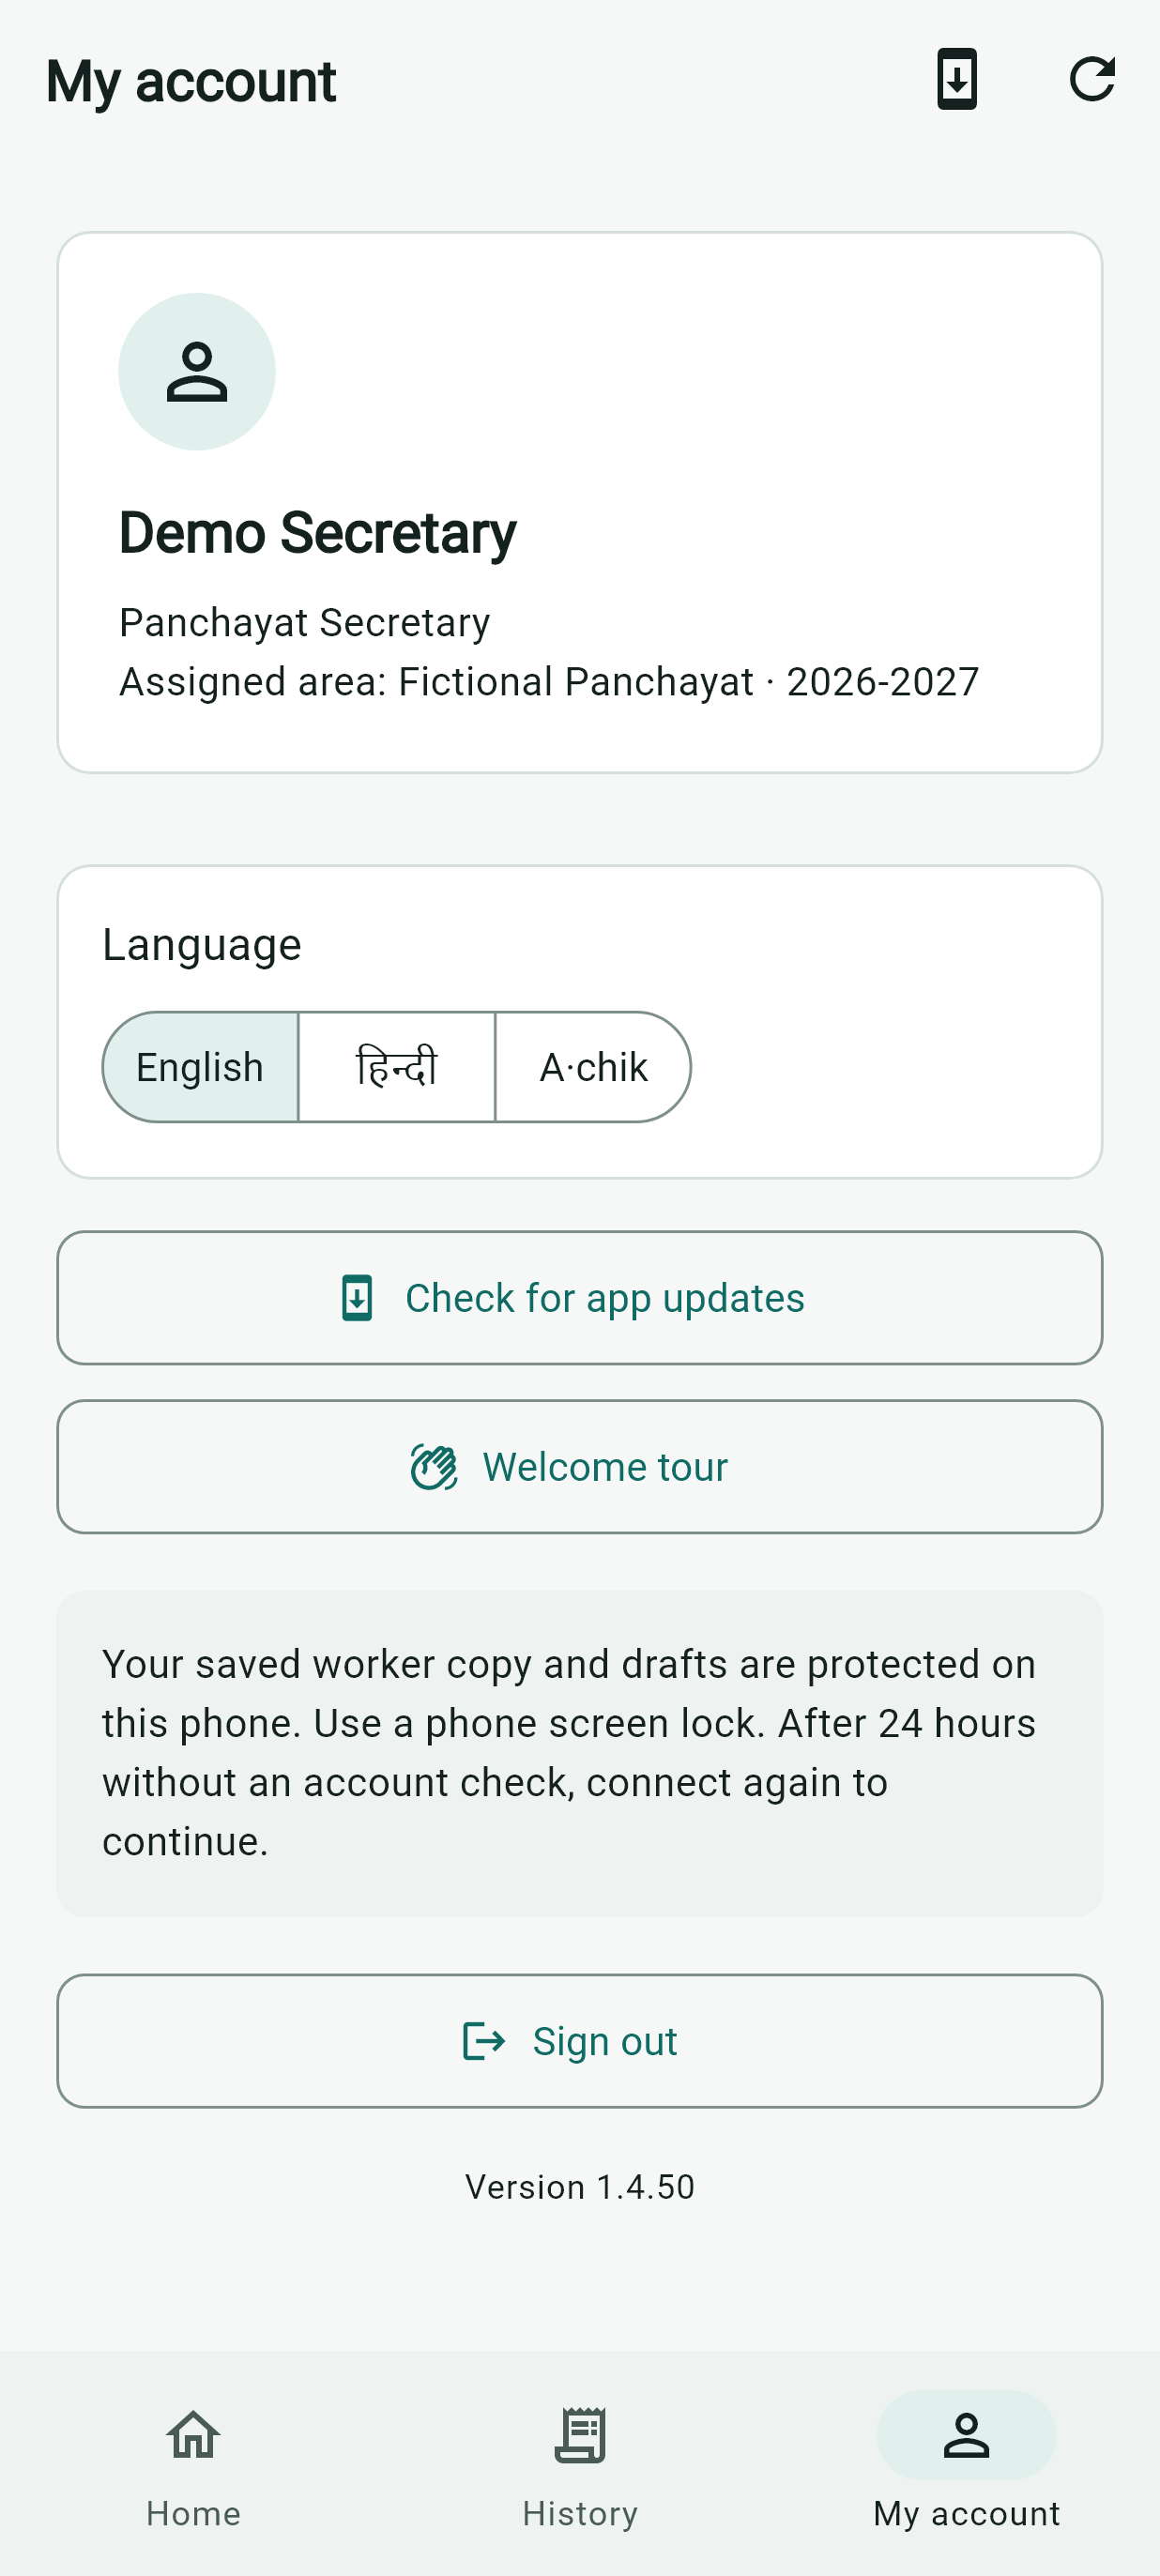 My account
Demo Secretary
Panchayat Secretary
Assigned area: Fictional Panchayat · 2026-2027
Language
English
हिन्दी
A·chik
Check for app updates
Welcome tour
Your saved worker copy and drafts are protected on
this phone. Use a phone screen lock. After 24 hours
without an account check, connect again to
continue.
Sign out
Version 1.4.50
Home
History
My account